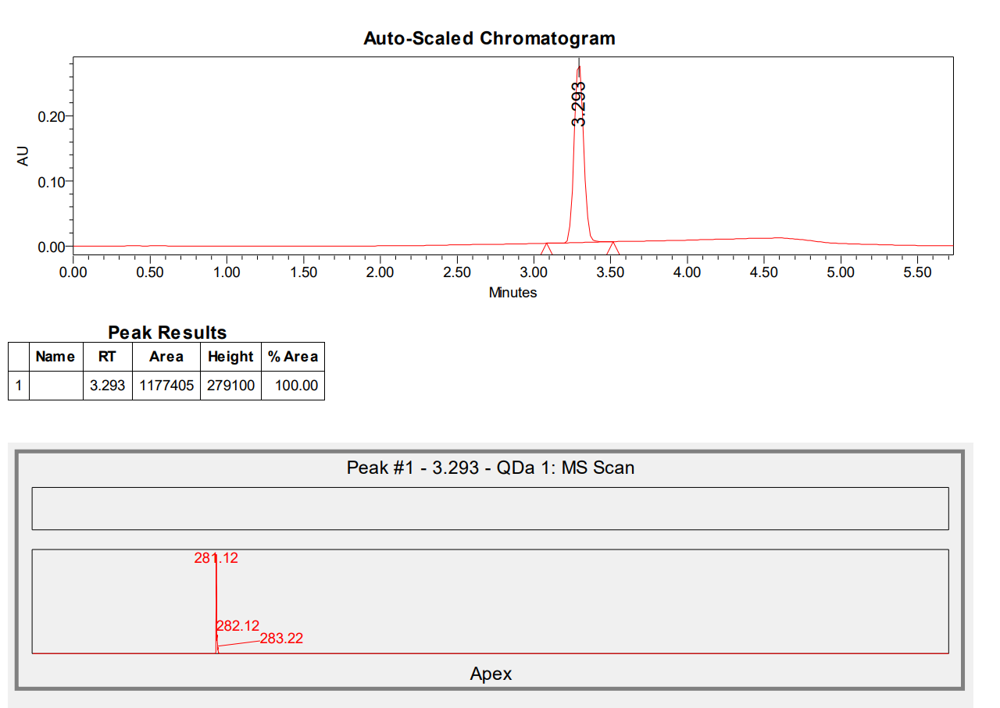 Auto-Scaled Chromatogram
3.293
0.20
0.10
0.00
AU
0.00 0.50 1.00 1.50 2.00 2.50 3.00 3.50 4.00 4.50 5.00 5.50
Minutes
Peak Results
Name RT Area Height % Area
1 3.293 1177405 279100 100.00
Peak #1 - 3.293 - QDa 1: MS Scan
281.12
282.12
283.22
Apex